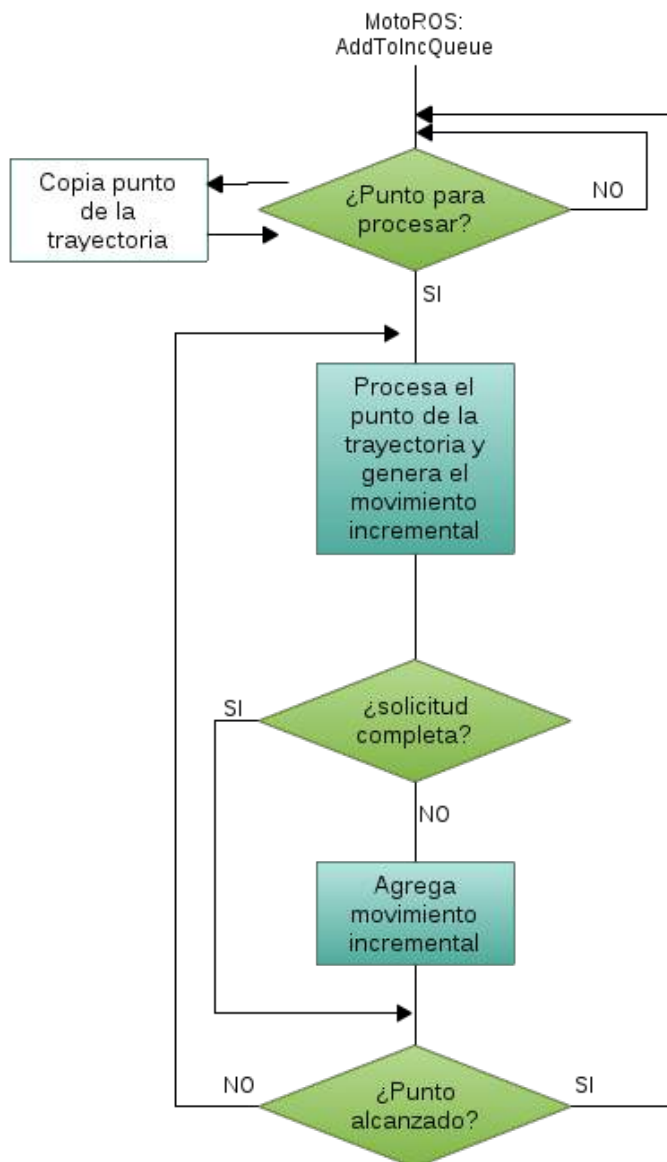 MotoROS:
AddToIncQueue
Copia punto
de la
trayectoria
¿Punto para
procesar?
NO
SI
Procesa el
punto de la
trayectoria y
genera el
movimiento
incremental
SI
¿solicitud
completa?
NO
Agrega
movimiento
incremental
NO
¿Punto
alcanzado?
SI